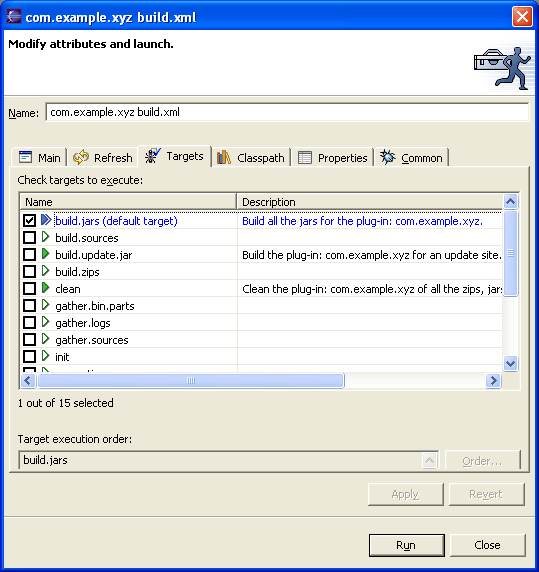 com.example.xyz build.xml
Modify attributes and launch.
Name: com.example.xyz build.xml
Main Refresh Targets Classpath Properties Common
Check targets to execute:
Name Description
build.jars (default target) Build all the jars for the plug-in: com.example.xyz.
build.sources
build.update.jar Build the plug-in: com.example.xyz for an update site.
build.zips
clean Clean the plug-in: com.example.xyz of all the zips, jars
gather.bin.parts
gather.logs
gather.sources
init
1 out of 15 selected
Target execution order:
build.jars Order...
Apply Revert
Run Close